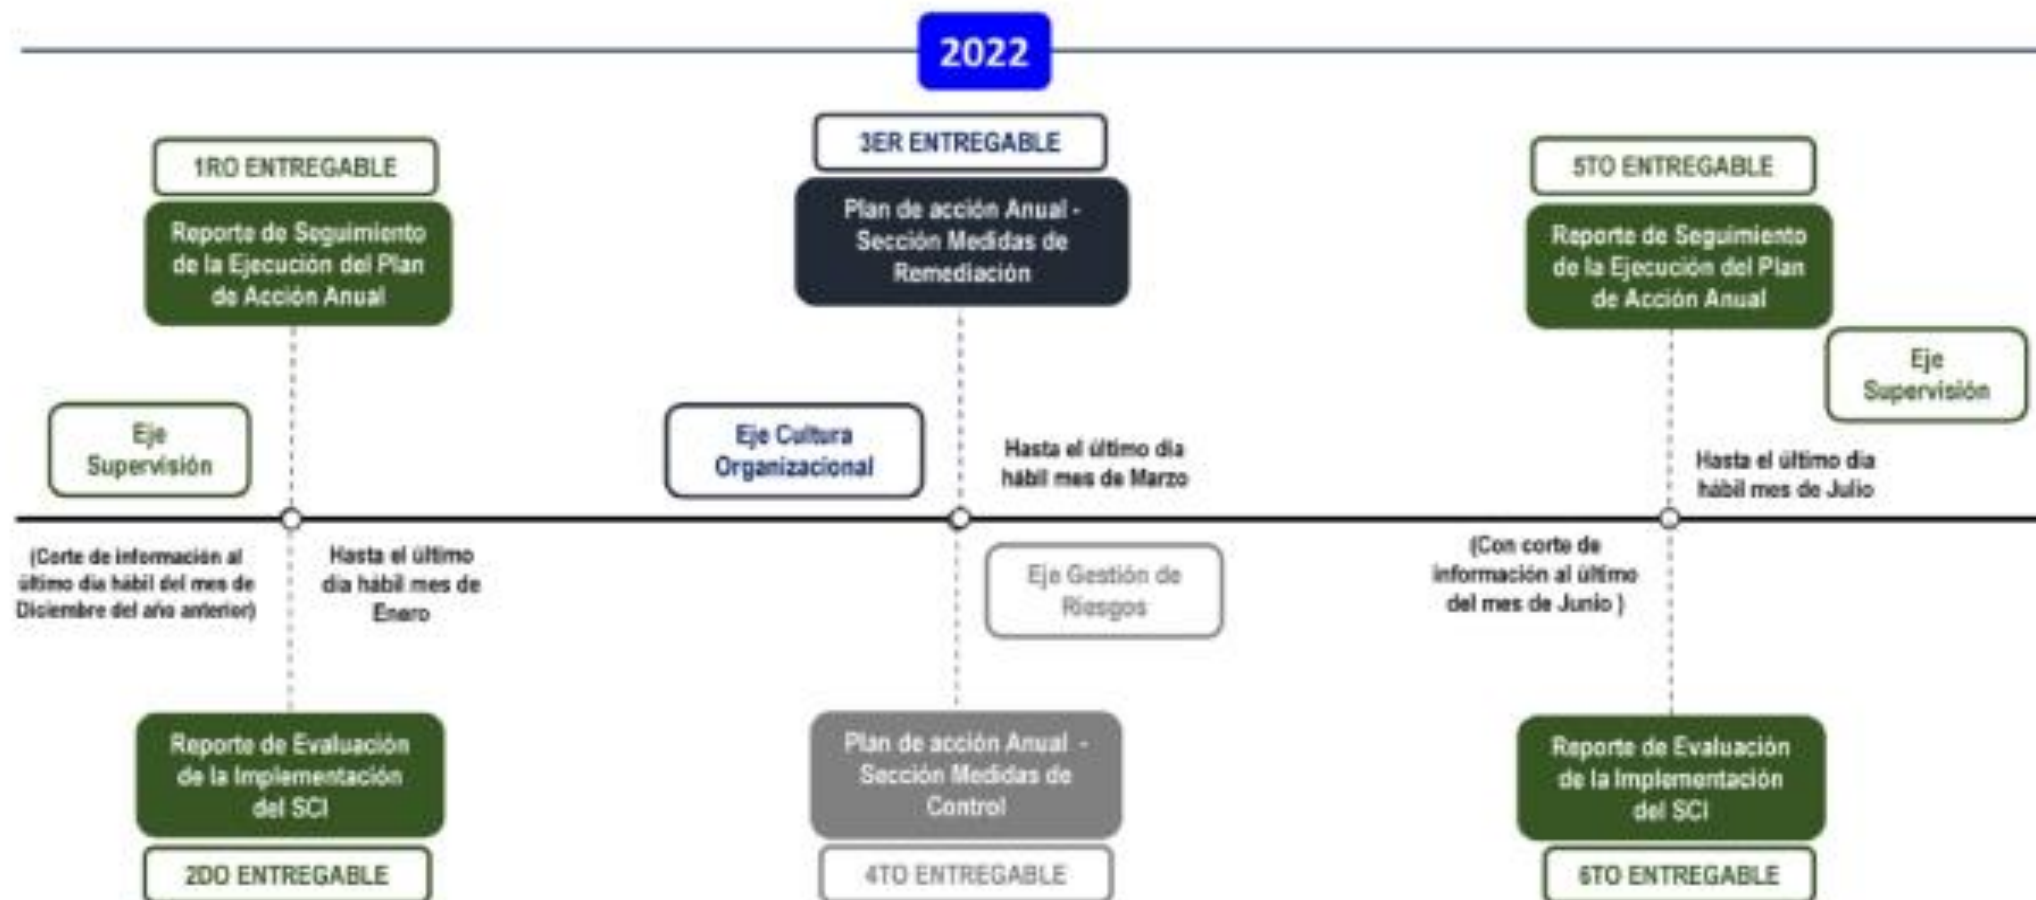 2022
1RO ENTREGABLE
Reporte de Seguimiento
de la Ejecución del Plan
de Acción Anual
Eje
Supervisión
(Corte de información al
último día hábil del mes de
Diciembre del año anterior)
Hasta el último
día hábil mes de
Enero
Reporte de Evaluación
de la Implementación
del SCI
2DO ENTREGABLE
3ER ENTREGABLE
Plan de acción Anual -
Sección Medidas de
Remediación
Eje Cultura
Organizacional
Hasta el último día
hábil mes de Marzo
Eje Gestión de
Riesgos
Plan de acción Anual -
Sección Medidas de
Control
4TO ENTREGABLE
5TO ENTREGABLE
Reporte de Seguimiento
de la Ejecución del Plan
de Acción Anual
Eje
Supervisión
Hasta el último día
hábil mes de Julio
(Con corte de
información al último
del mes de Junio )
Reporte de Evaluación
de la Implementación
del SCI
6TO ENTREGABLE